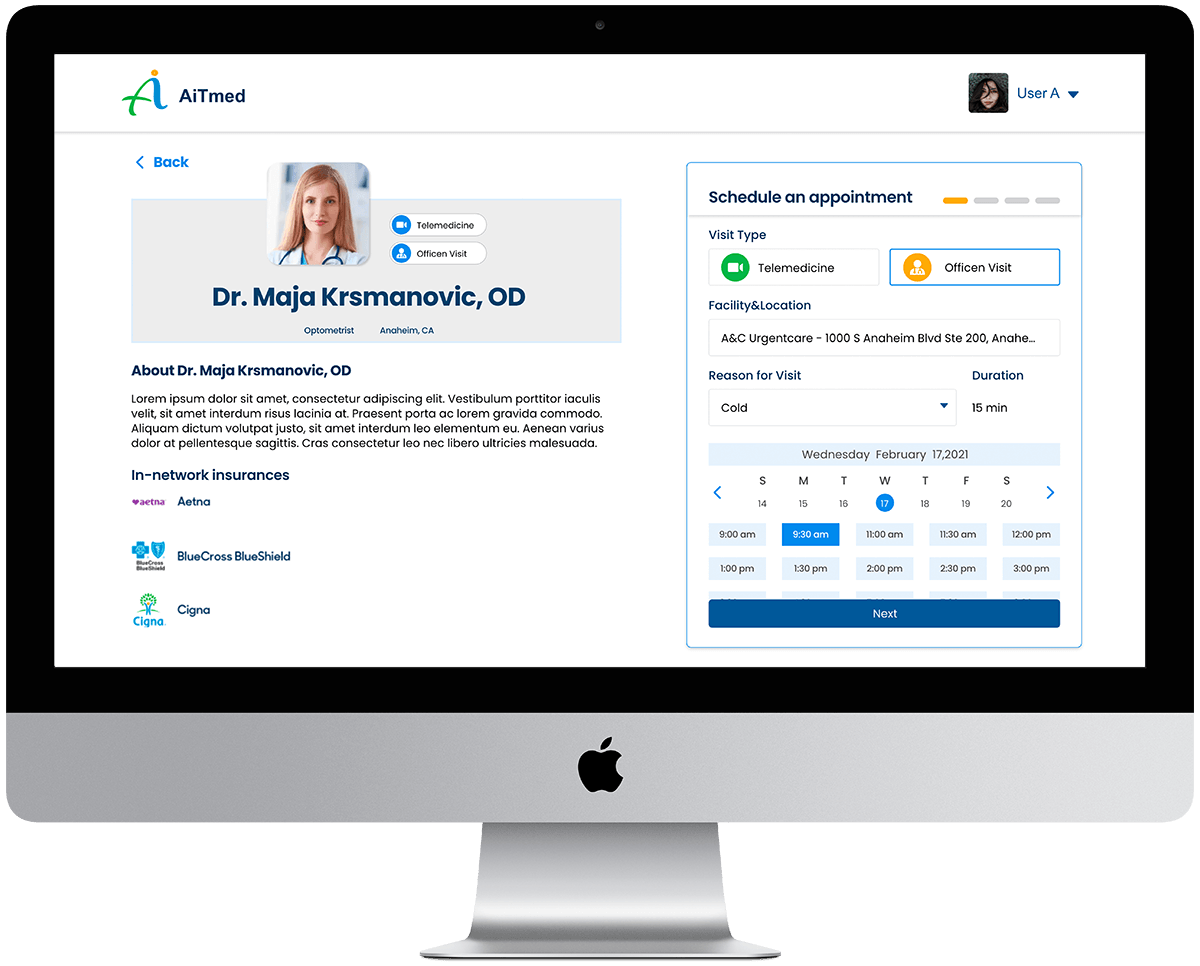 AiTmed
User A
Back
Telemedicine
Officen Visit
Dr. Maja Krsmanovic, OD
Optometrist Anaheim, CA
About Dr. Maja Krsmanovic, OD
Lorem ipsum dolor sit amet, consectetur adipiscing elit. Vestibulum porttitor iaculis
velit, sit amet interdum risus lacinia at. Praesent porta ac lorem gravida commodo.
Aliquam dictum volutpat justo, sit amet interdum leo elementum eu. Aenean varius
dolor at pellentesque sagittis. Cras consectetur leo nec libero ultricies malesuada.
In-network insurances
aetna Aetna
BlueCross
BlueShield
BlueCross BlueShield
Cigna. Cigna
Schedule an appointment
Visit Type
Telemedicine Officen Visit
Facility&Location
A&C Urgentcare - 1000 S Anaheim Blvd Ste 200, Anahe...
Reason for Visit Duration
Cold 15 min
Wednesday February 17,2021
S M T W T F S
14 15 16 17 18 19 20
9:00 am 9:30 am 11:00 am 11:30 am 12:00 pm
1:00 pm 1:30 pm 2:00 pm 2:30 pm 3:00 pm
Next